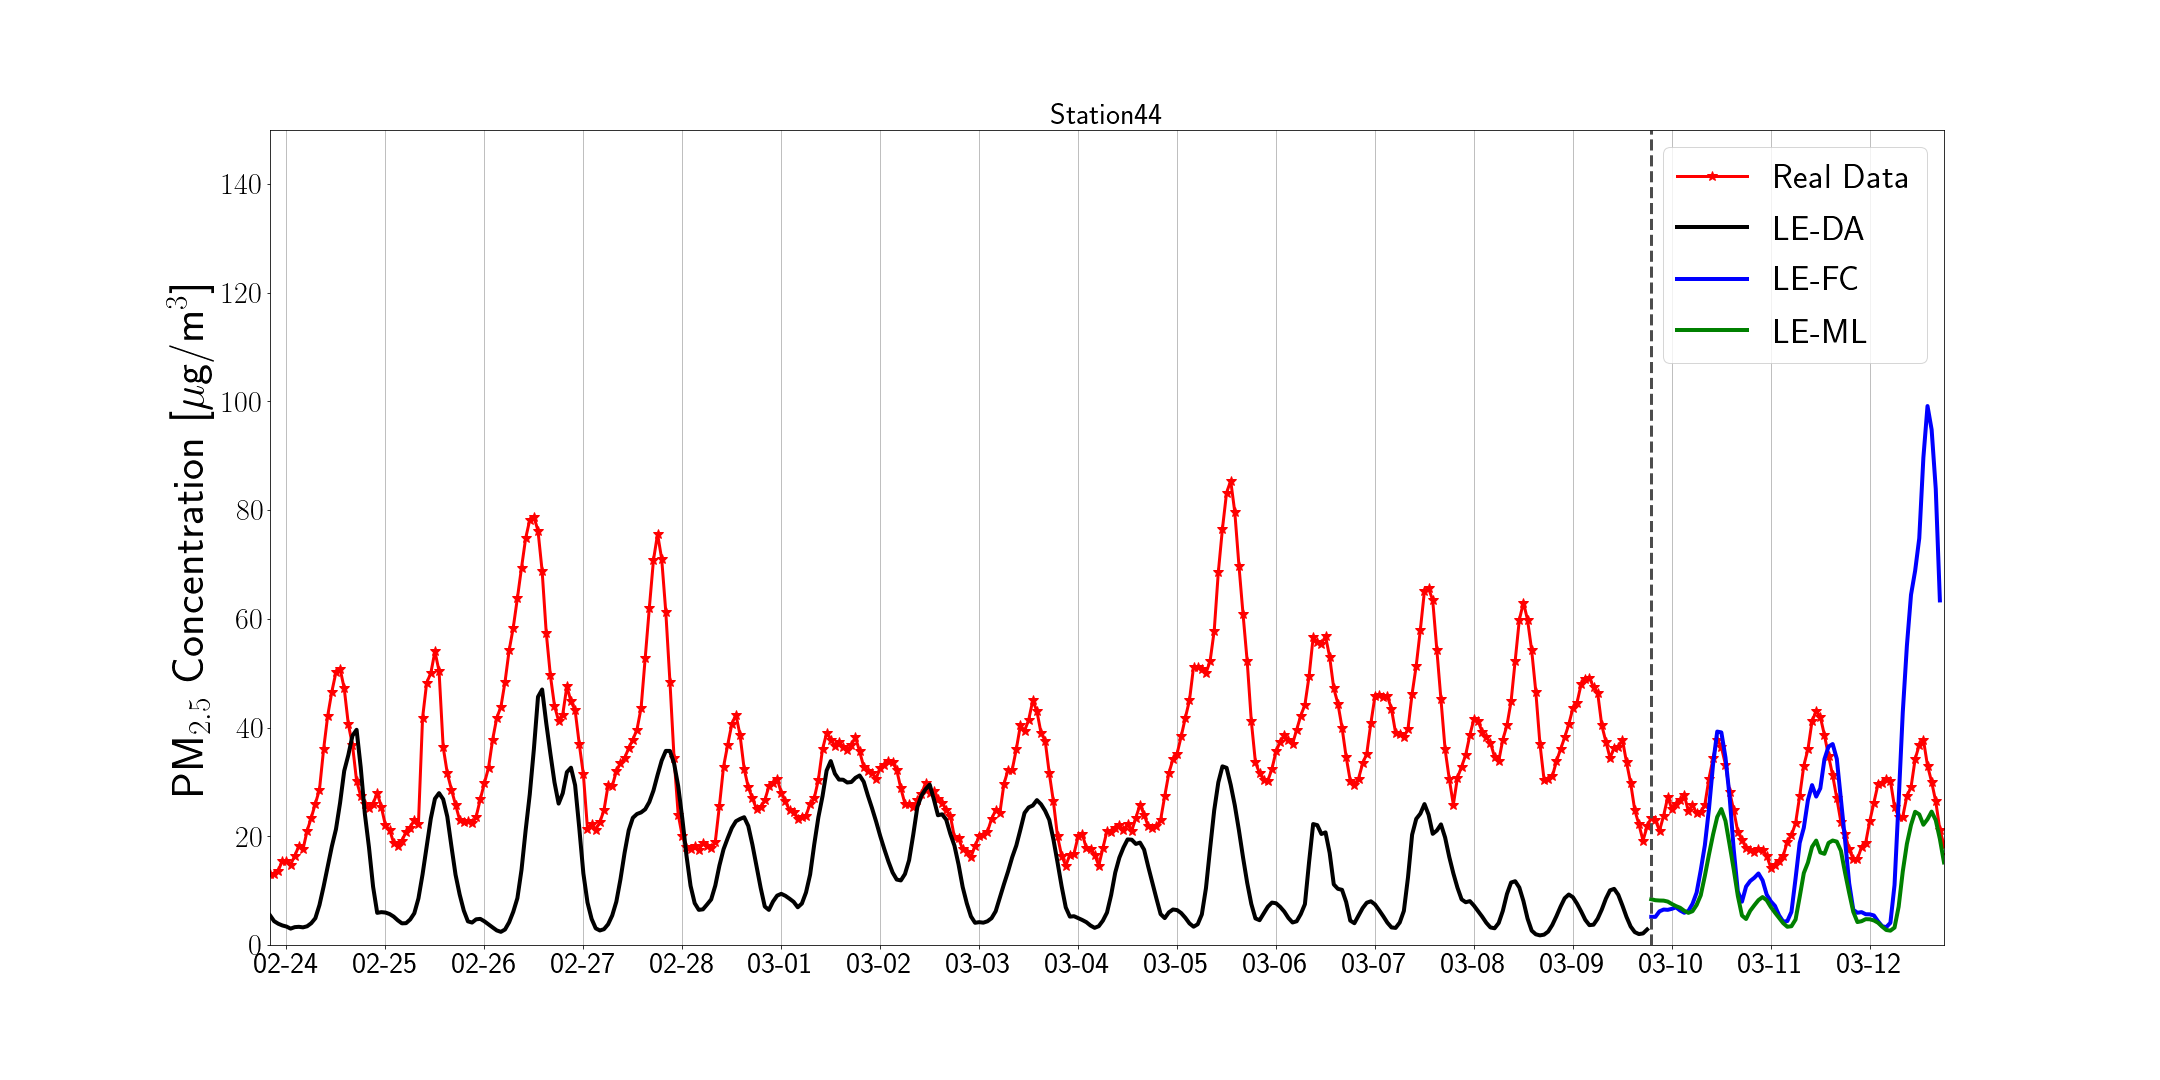 Station44
PM2.5 Concentration [μg/m3]
140
120
100
80
60
40
20
0
Real Data
LE-DA
LE-FC
LE-ML
02-24 02-25 02-26 02-27 02-28 03-01 03-02 03-03 03-04 03-05 03-06 03-07 03-08 03-09 03-10 03-11 03-12